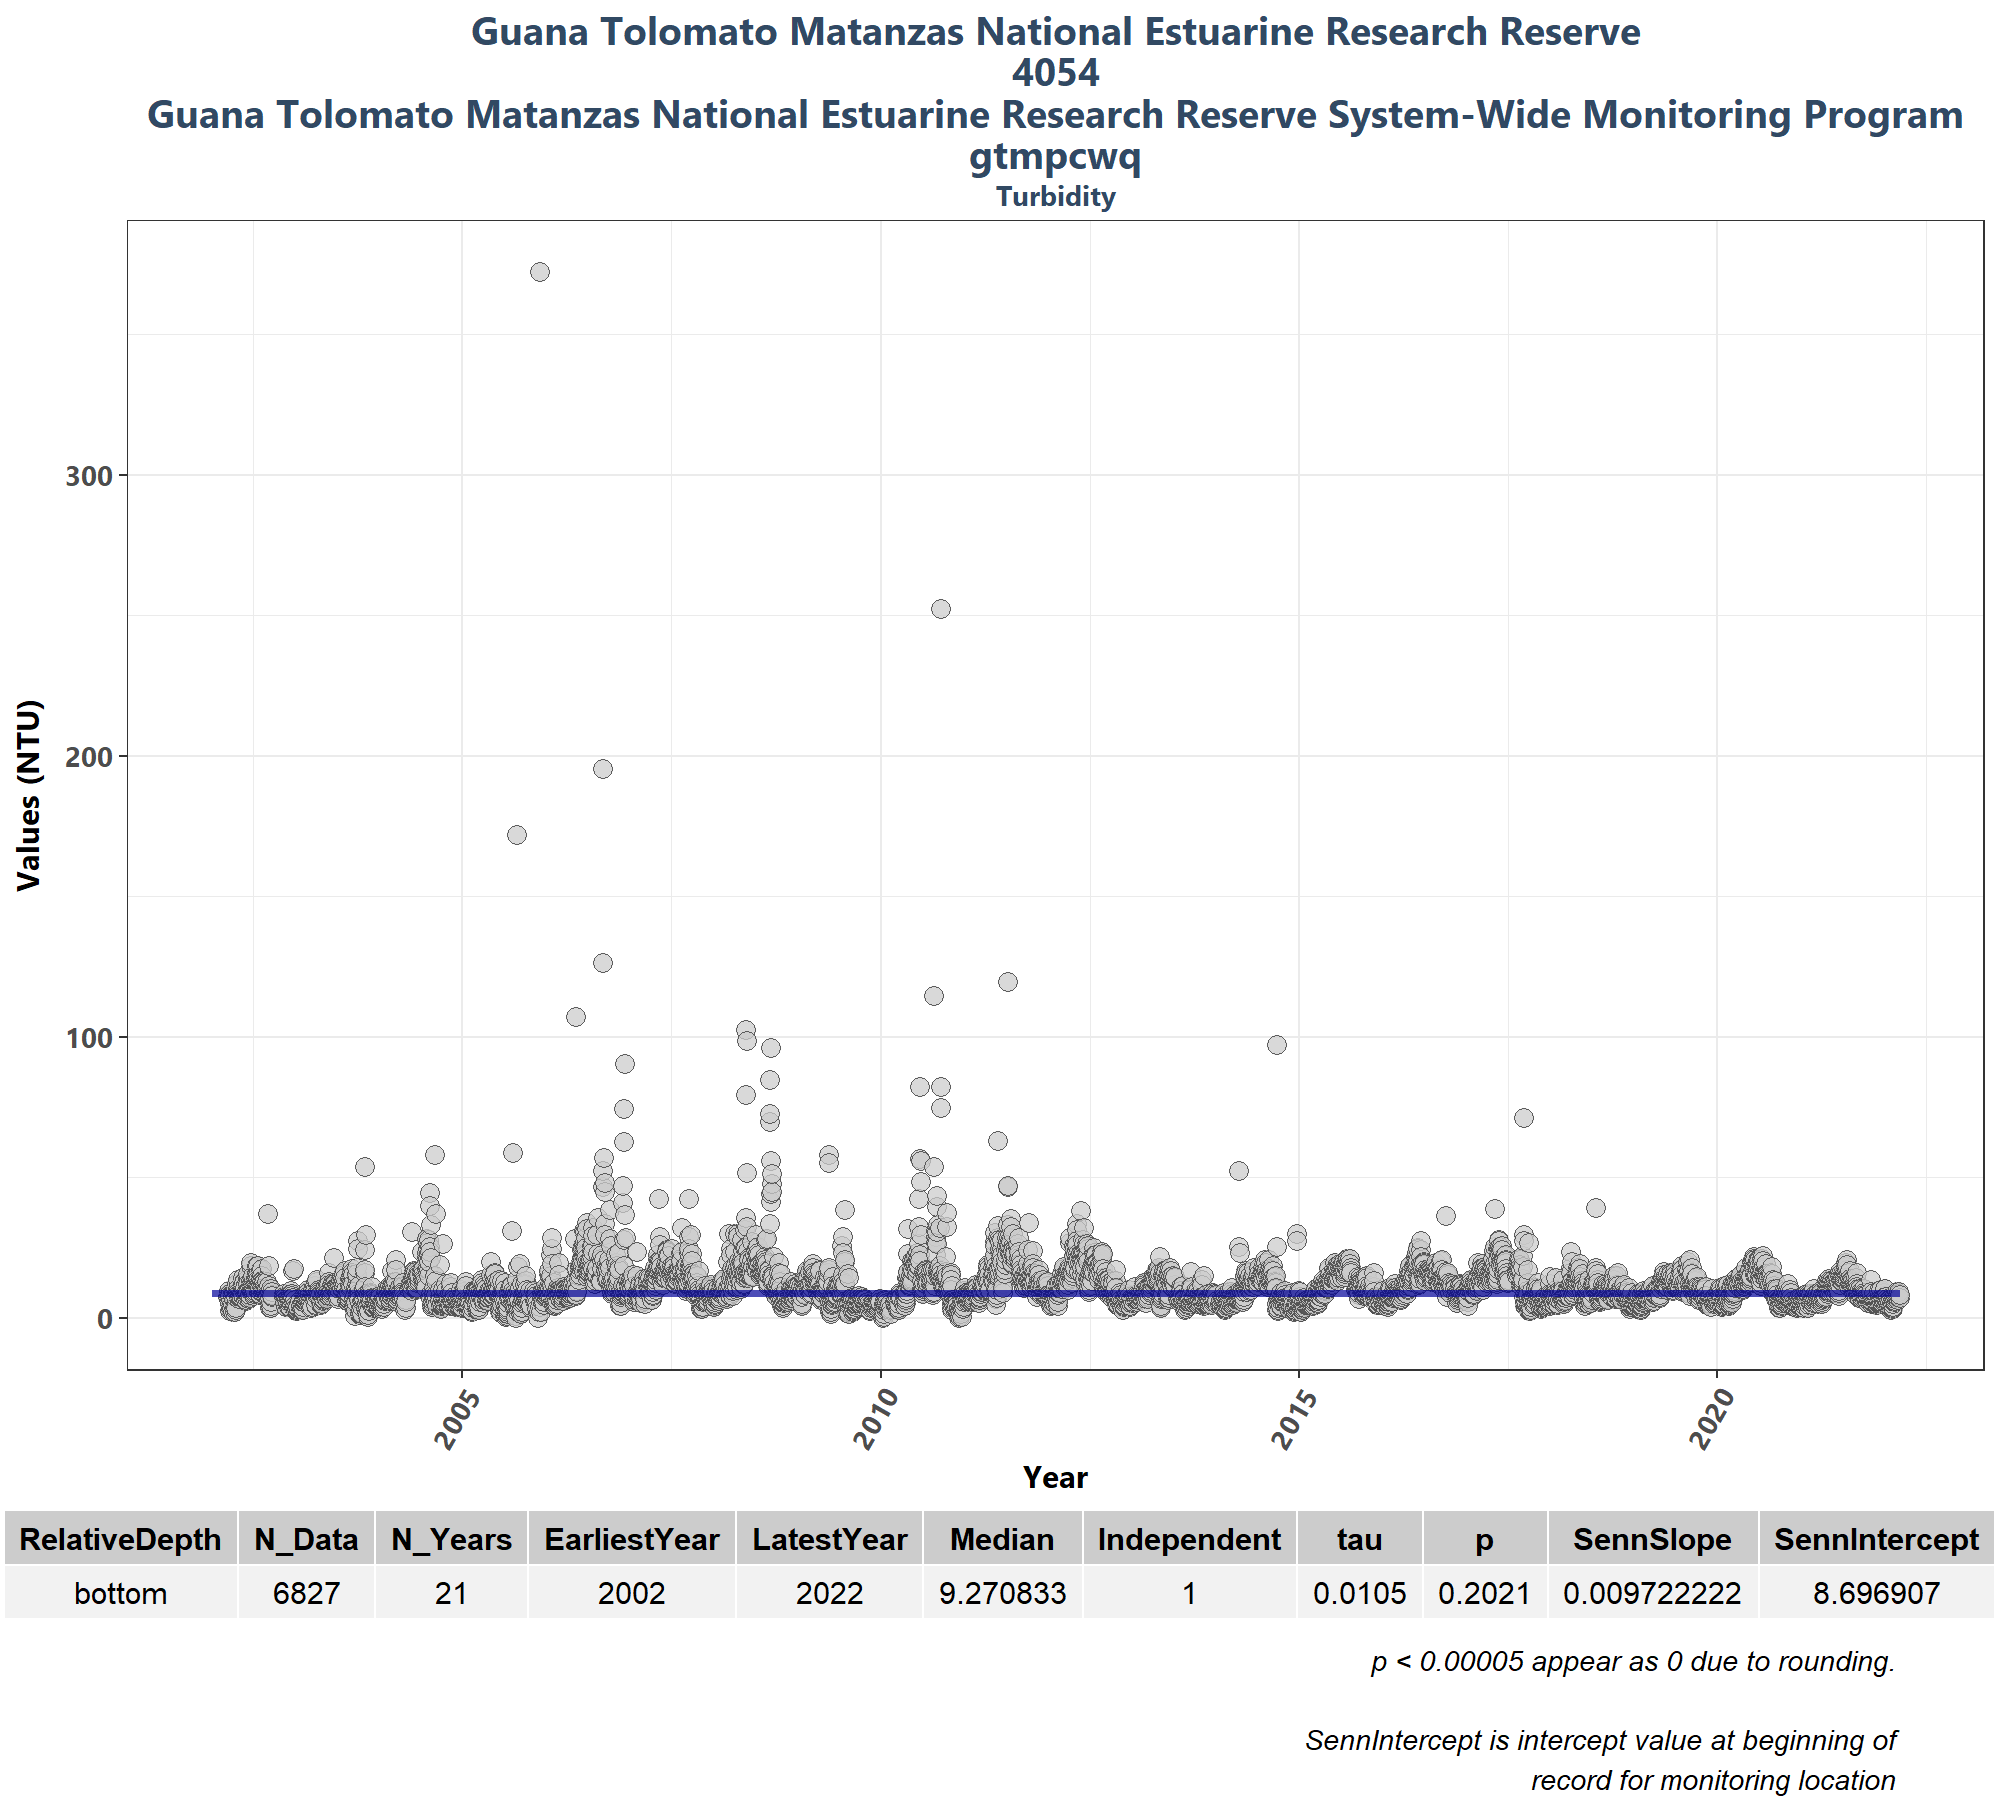 Guana Tolomato Matanzas National Estuarine Research Reserve
4054
Guana Tolomato Matanzas National Estuarine Research Reserve System-Wide Monitoring Program
gtmpcwq
Turbidity
Values (NTU)
300
200
100
0
2005
2010
2015
2020
Year
RelativeDepth N_Data N_Years EarliestYear LatestYear Median Independent tau p SennSlope SennIntercept
bottom 6827 21 2002 2022 9.270833 1 0.0105 0.2021 0.009722222 8.696907
p < 0.00005 appear as 0 due to rounding.
SennIntercept is intercept value at beginning of
record for monitoring location